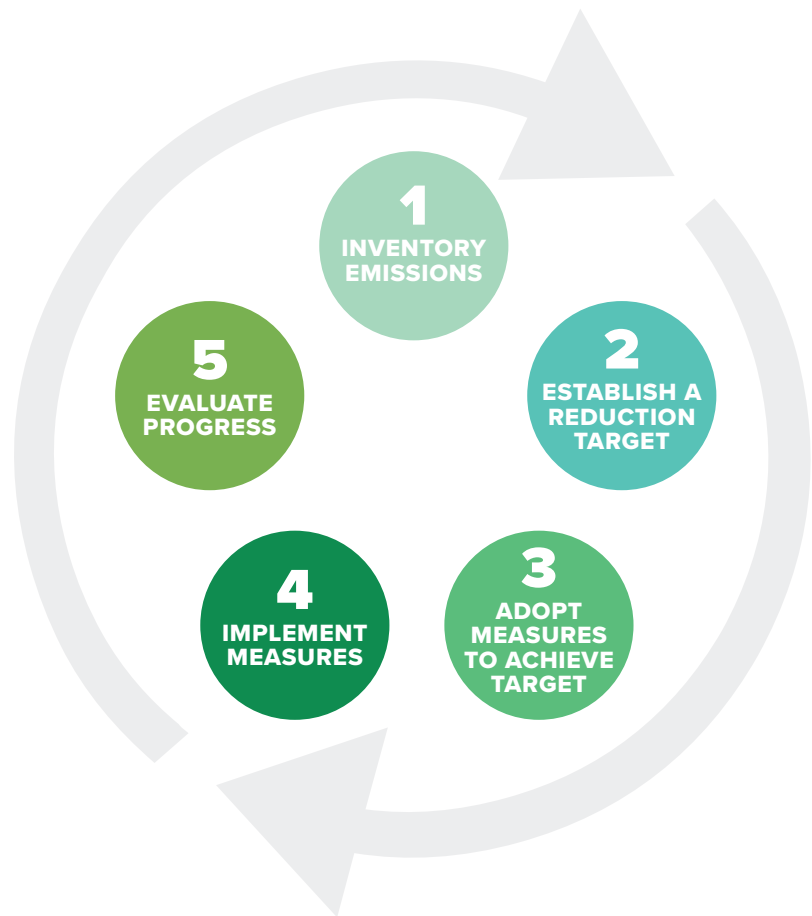 1
INVENTORY
EMISSIONS
2
ESTABLISH A
REDUCTION
TARGET
3
ADOPT
MEASURES
TO ACHIEVE
TARGET
4
IMPLEMENT
MEASURES
5
EVALUATE
PROGRESS